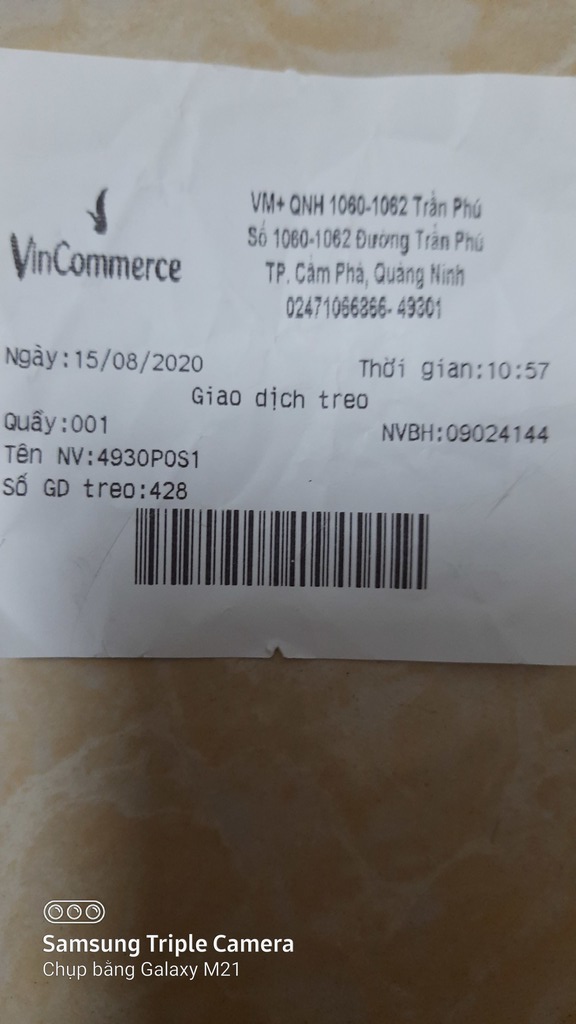 VinCommerce
VM+ QNH 1060-1062 Trần Phú
Số 1060-1062 Đường Trần Phú
TP. Cẩm Phả, Quảng Ninh
02471066866- 49301
Ngày:15/08/2020 Thời gian:10:57
Giao dịch treo
Quầy:001 NVBH:09024144
Tên NV:4930POS1
Số GD treo:428
Samsung Triple Camera
Chụp bằng Galaxy M21